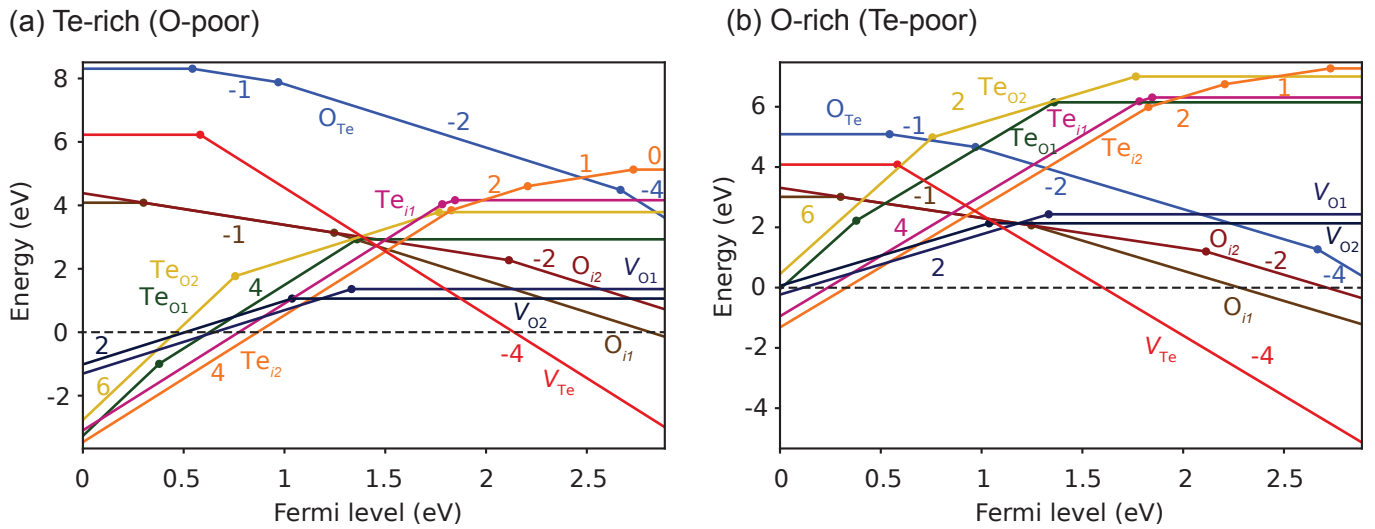 (a) Te-rich (O-poor)
8
6
4
2
0
-2
0
0.5
1
1.5
2
2.5
Energy (eV)
Fermi level (eV)
-1
O_Te
-2
-4
0
1
2
Te_i1
-1
Te_O2
4
Te_O1
O_i2
-2
V_O1
V_O2
2
6
4
Te_i2
O_i1
-4
V_Te
(b) O-rich (Te-poor)
6
4
2
0
-2
-4
0
0.5
1
1.5
2
2.5
Energy (eV)
Fermi level (eV)
2
Te_O2
1
O_Te
-1
Te_i1
2
Te_O1
Te_i2
-2
-1
V_O1
6
4
V_O2
2
O_i2
-2
-4
O_i1
V_Te
-4